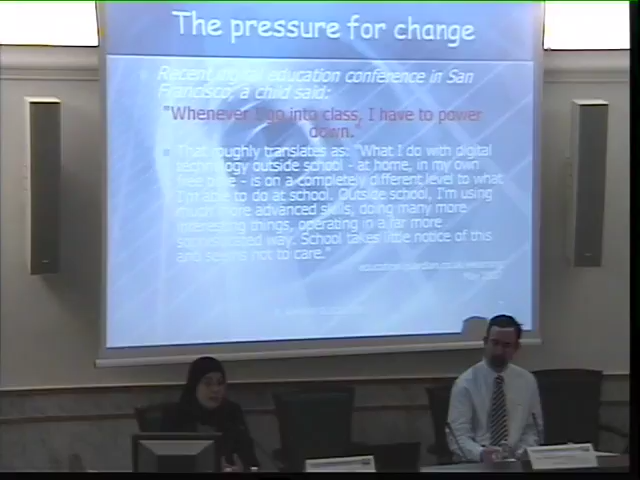 The pressure for change
Recent digital education conference in San
Francisco, a child said:
"Whenever I go into class, I have to power
down."
That roughly translates as: "What I do with digital
technology outside school - at home, in my own
free time - is on a completely different level to what
I'm able to do at school. Outside school, I'm using
much more advanced skills, doing many more
interesting things, operating in a far more
sophisticated way. School takes little notice of this
and seems not to care."